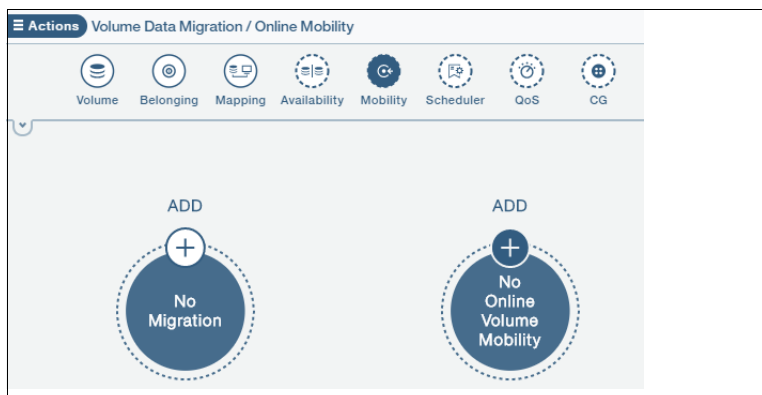 Actions Volume Data Migration / Online Mobility
Volume Belonging Mapping Availability Mobility Scheduler QoS CG
ADD ADD
No
Migration
No
Online
Volume
Mobility